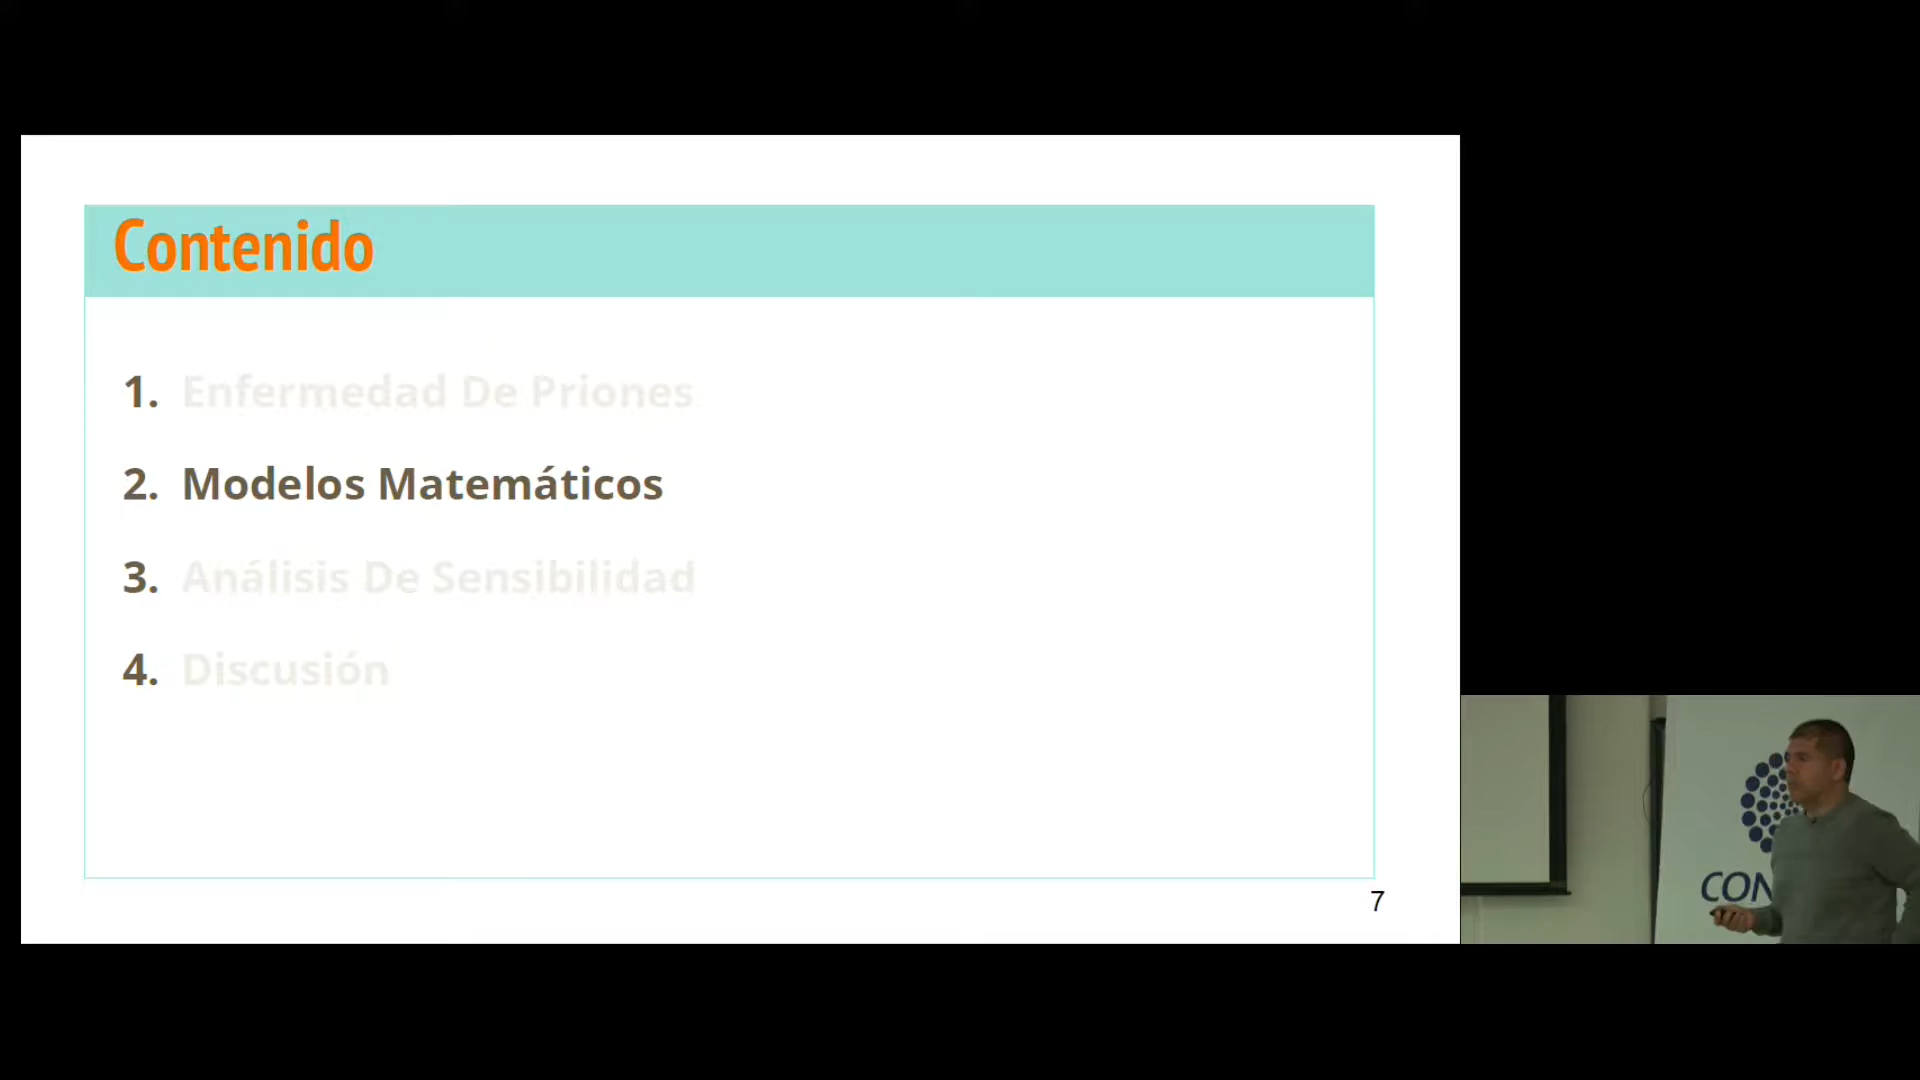 Contenido
1. Enfermedad De Priones
2. Modelos Matemáticos
3. Análisis De Sensibilidad
4. Discusión
7
CON